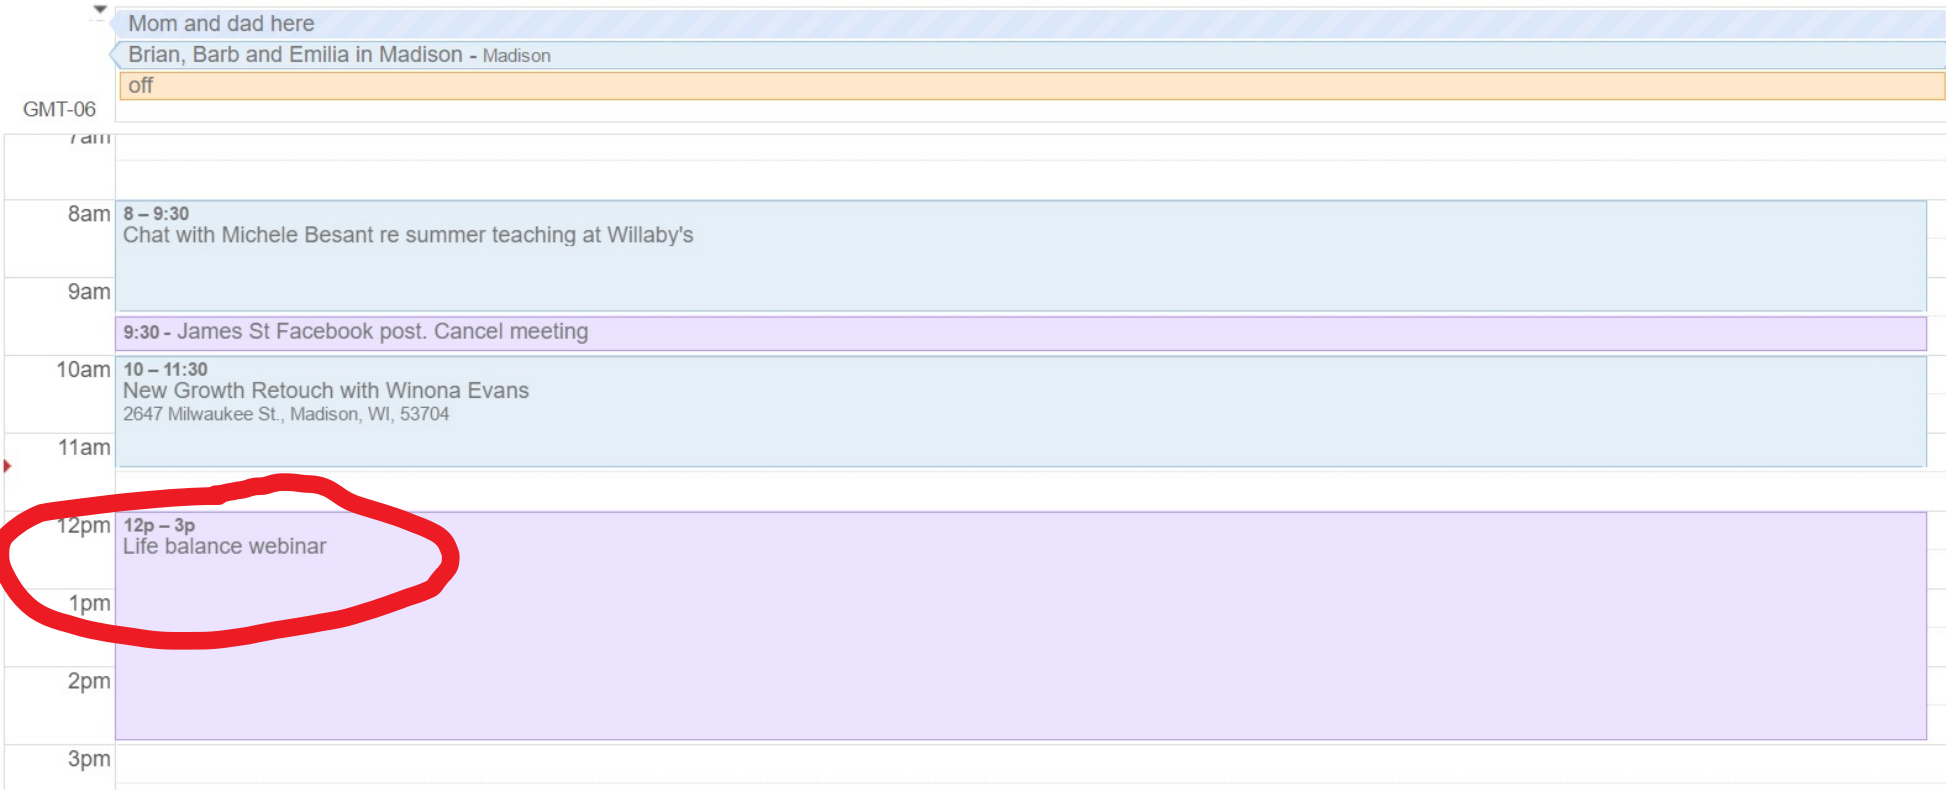 Mom and dad here
Brian, Barb and Emilia in Madison - Madison
off
GMT-06
7am
8am
8 – 9:30
Chat with Michele Besant re summer teaching at Willaby's
9am
9:30 - James St Facebook post. Cancel meeting
10am
10 – 11:30
New Growth Retouch with Winona Evans
2647 Milwaukee St., Madison, WI, 53704
11am
12pm
12p – 3p
Life balance webinar
1pm
2pm
3pm